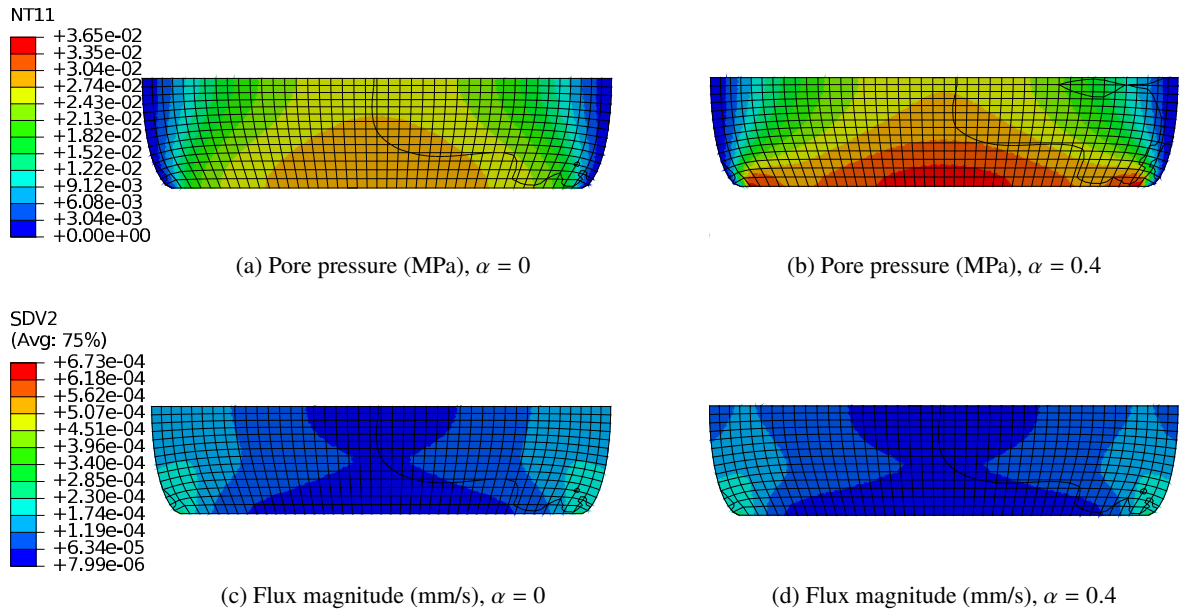 NT11
+3.65e-02
+3.35e-02
+3.04e-02
+2.74e-02
+2.43e-02
+2.13e-02
+1.82e-02
+1.52e-02
+1.22e-02
+9.12e-03
+6.08e-03
+3.04e-03
+0.00e+00
(a) Pore pressure (MPa), α = 0
(b) Pore pressure (MPa), α = 0.4
SDV2
(Avg: 75%)
+6.73e-04
+6.18e-04
+5.62e-04
+5.07e-04
+4.51e-04
+3.96e-04
+3.40e-04
+2.85e-04
+2.30e-04
+1.74e-04
+1.19e-04
+6.34e-05
+7.99e-06
(c) Flux magnitude (mm/s), α = 0
(d) Flux magnitude (mm/s), α = 0.4